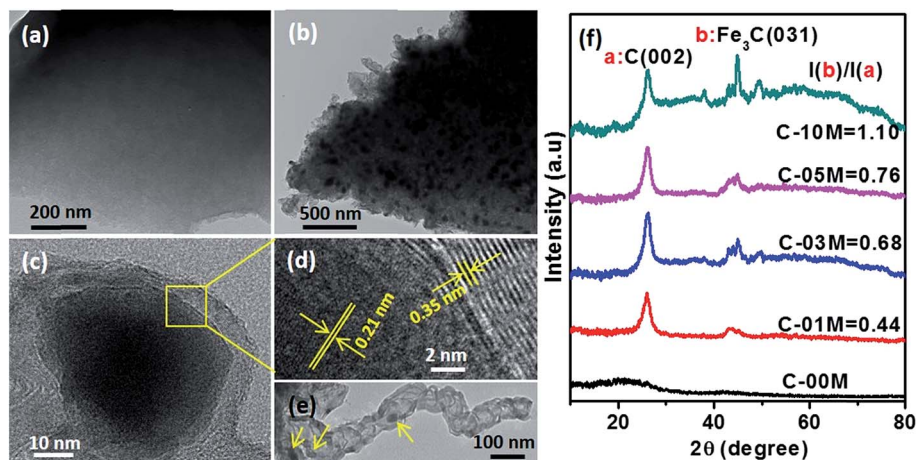 (a)
200 nm
(b)
500 nm
(c)
10 nm
(d)
0.21 nm
0.35 nm
2 nm
(e)
100 nm
(f)
b:Fe₃C(031)
a:C(002)
I(b)/I(a)
C-10M=1.10
C-05M=0.76
C-03M=0.68
C-01M=0.44
C-00M
Intensity (a.u)
20 40 60 80
2θ (degree)